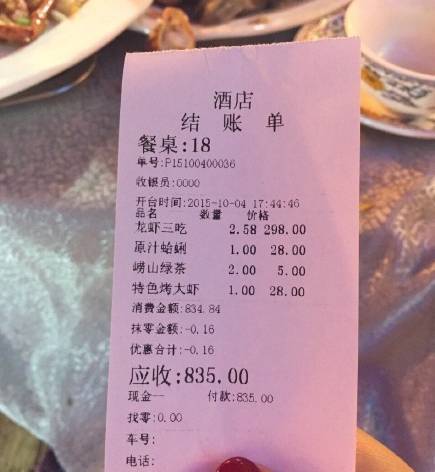 酒店
结 账 单
餐桌:18
单号:P15100400036
收银员:0000
开台时间:2015-10-04 17:44:46
品名 数量 价格
龙虾三吃 2.58 298.00
原汁蛤蜊 1.00 28.00
崂山绿茶 2.00 5.00
特色烤大虾 1.00 28.00
消费金额:834.84
抹零金额:-0.16
优惠合计:-0.16
应收:835.00
现金-- 付款:835.00
找零:0.00
车号:
电话: